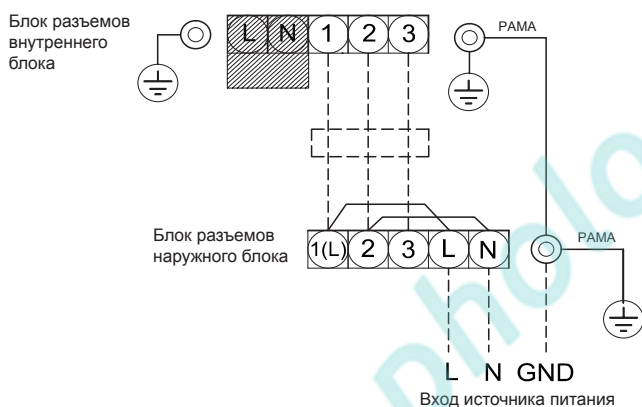 Блок разъемов
внутреннего
блока
L N 1 2 3
РАМА
Блок разъемов
наружного блока
1(L) 2 3 L N
РАМА
L N GND
Вход источника питания
pholo